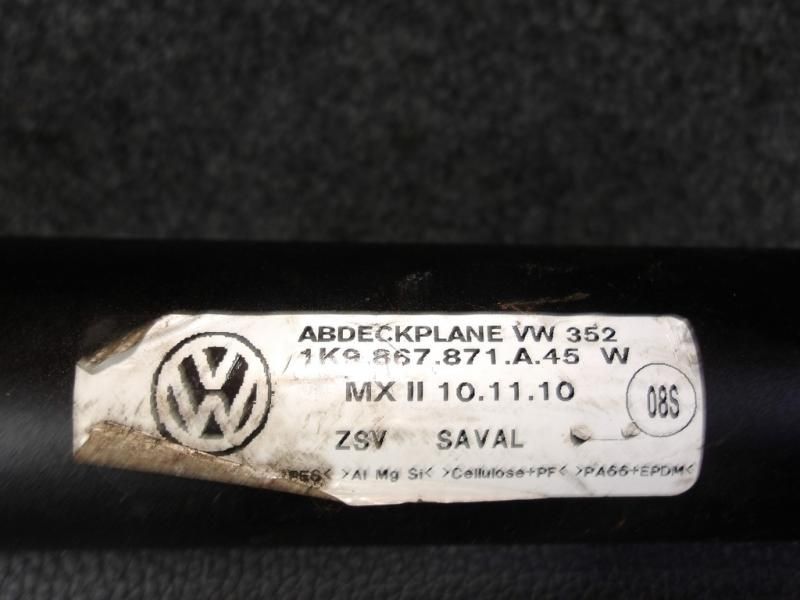 ABDECKPLANE VW 352
1K9.867.871.A.45 W
MX II 10.11.10
08S
ZSV SAVAL
>Al Mg Si< >Cellulose+PF< >PA66+EPDM<